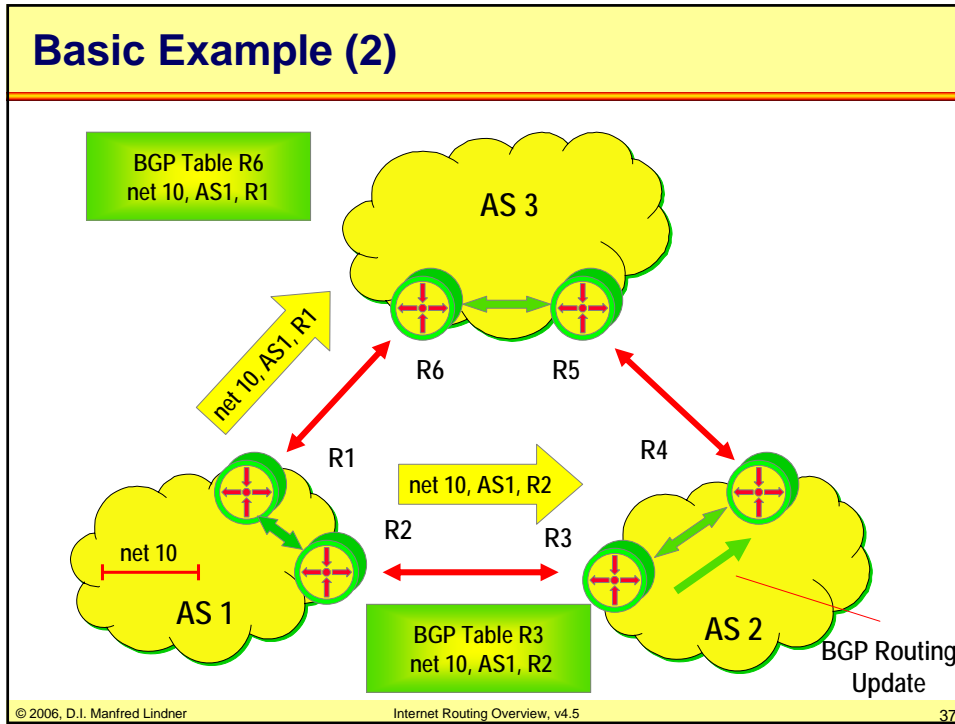 Basic Example (2)
BGP Table R6
net 10, AS1, R1
AS 3
net 10, AS1, R1
R6
R5
R1
R4
net 10, AS1, R2
R2
R3
net 10
AS 1
AS 2
BGP Table R3
net 10, AS1, R2
BGP Routing
Update
© 2006, D.I. Manfred Lindner
Internet Routing Overview, v4.5
37